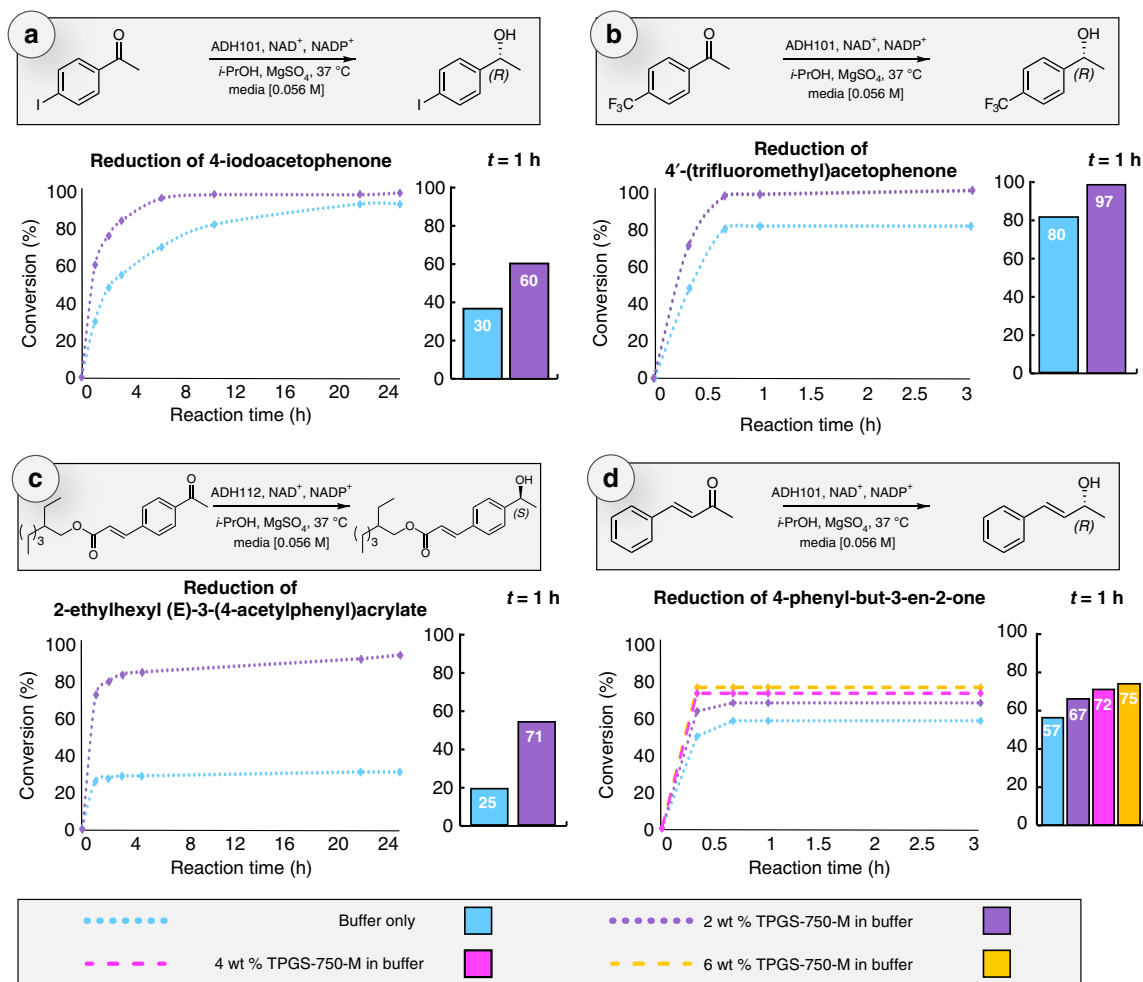 a
O
I
ADH101, NAD⁺, NADP⁺
i-PrOH, MgSO₄, 37 °C
media [0.056 M]
OH
(R)
I
b
O
F₃C
ADH101, NAD⁺, NADP⁺
i-PrOH, MgSO₄, 37 °C
media [0.056 M]
OH
(R)
F₃C
Reduction of 4-iodoacetophenone
t = 1 h
Conversion (%)
100
80
60
40
20
0
0 4 8 12 16 20 24
Reaction time (h)
100
80
60
40
20
0
30
60
Reduction of
4′-(trifluoromethyl)acetophenone
t = 1 h
Conversion (%)
100
80
60
40
20
0
0 0.5 1 1.5 2 2.5 3
Reaction time (h)
100
80
60
40
20
0
80
97
c
O
( )₃
O
O
ADH112, NAD⁺, NADP⁺
i-PrOH, MgSO₄, 37 °C
media [0.056 M]
OH
(S)
( )₃
O
O
d
O
ADH101, NAD⁺, NADP⁺
i-PrOH, MgSO₄, 37 °C
media [0.056 M]
OH
(R)
Reduction of
2-ethylhexyl (E)-3-(4-acetylphenyl)acrylate
t = 1 h
Conversion (%)
100
80
60
40
20
0
0 4 8 12 16 20 24
Reaction time (h)
100
80
60
40
20
0
25
71
Reduction of 4-phenyl-but-3-en-2-one
t = 1 h
Conversion (%)
100
80
60
40
20
0
0 0.5 1 1.5 2 2.5 3
Reaction time (h)
100
80
60
40
20
0
57
67
72
75
Buffer only
2 wt % TPGS-750-M in buffer
4 wt % TPGS-750-M in buffer
6 wt % TPGS-750-M in buffer